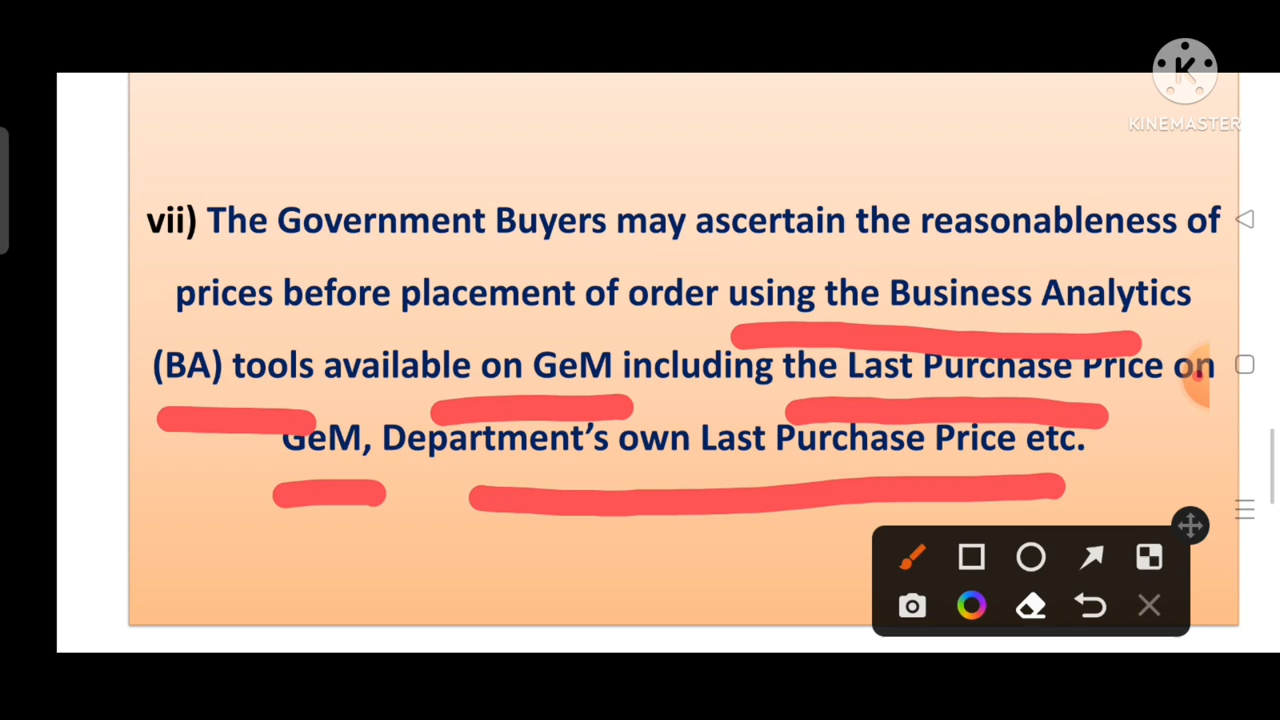 KINEMASTER
vii) The Government Buyers may ascertain the reasonableness of
prices before placement of order using the Business Analytics
(BA) tools available on GeM including the Last Purchase Price on
GeM, Department’s own Last Purchase Price etc.